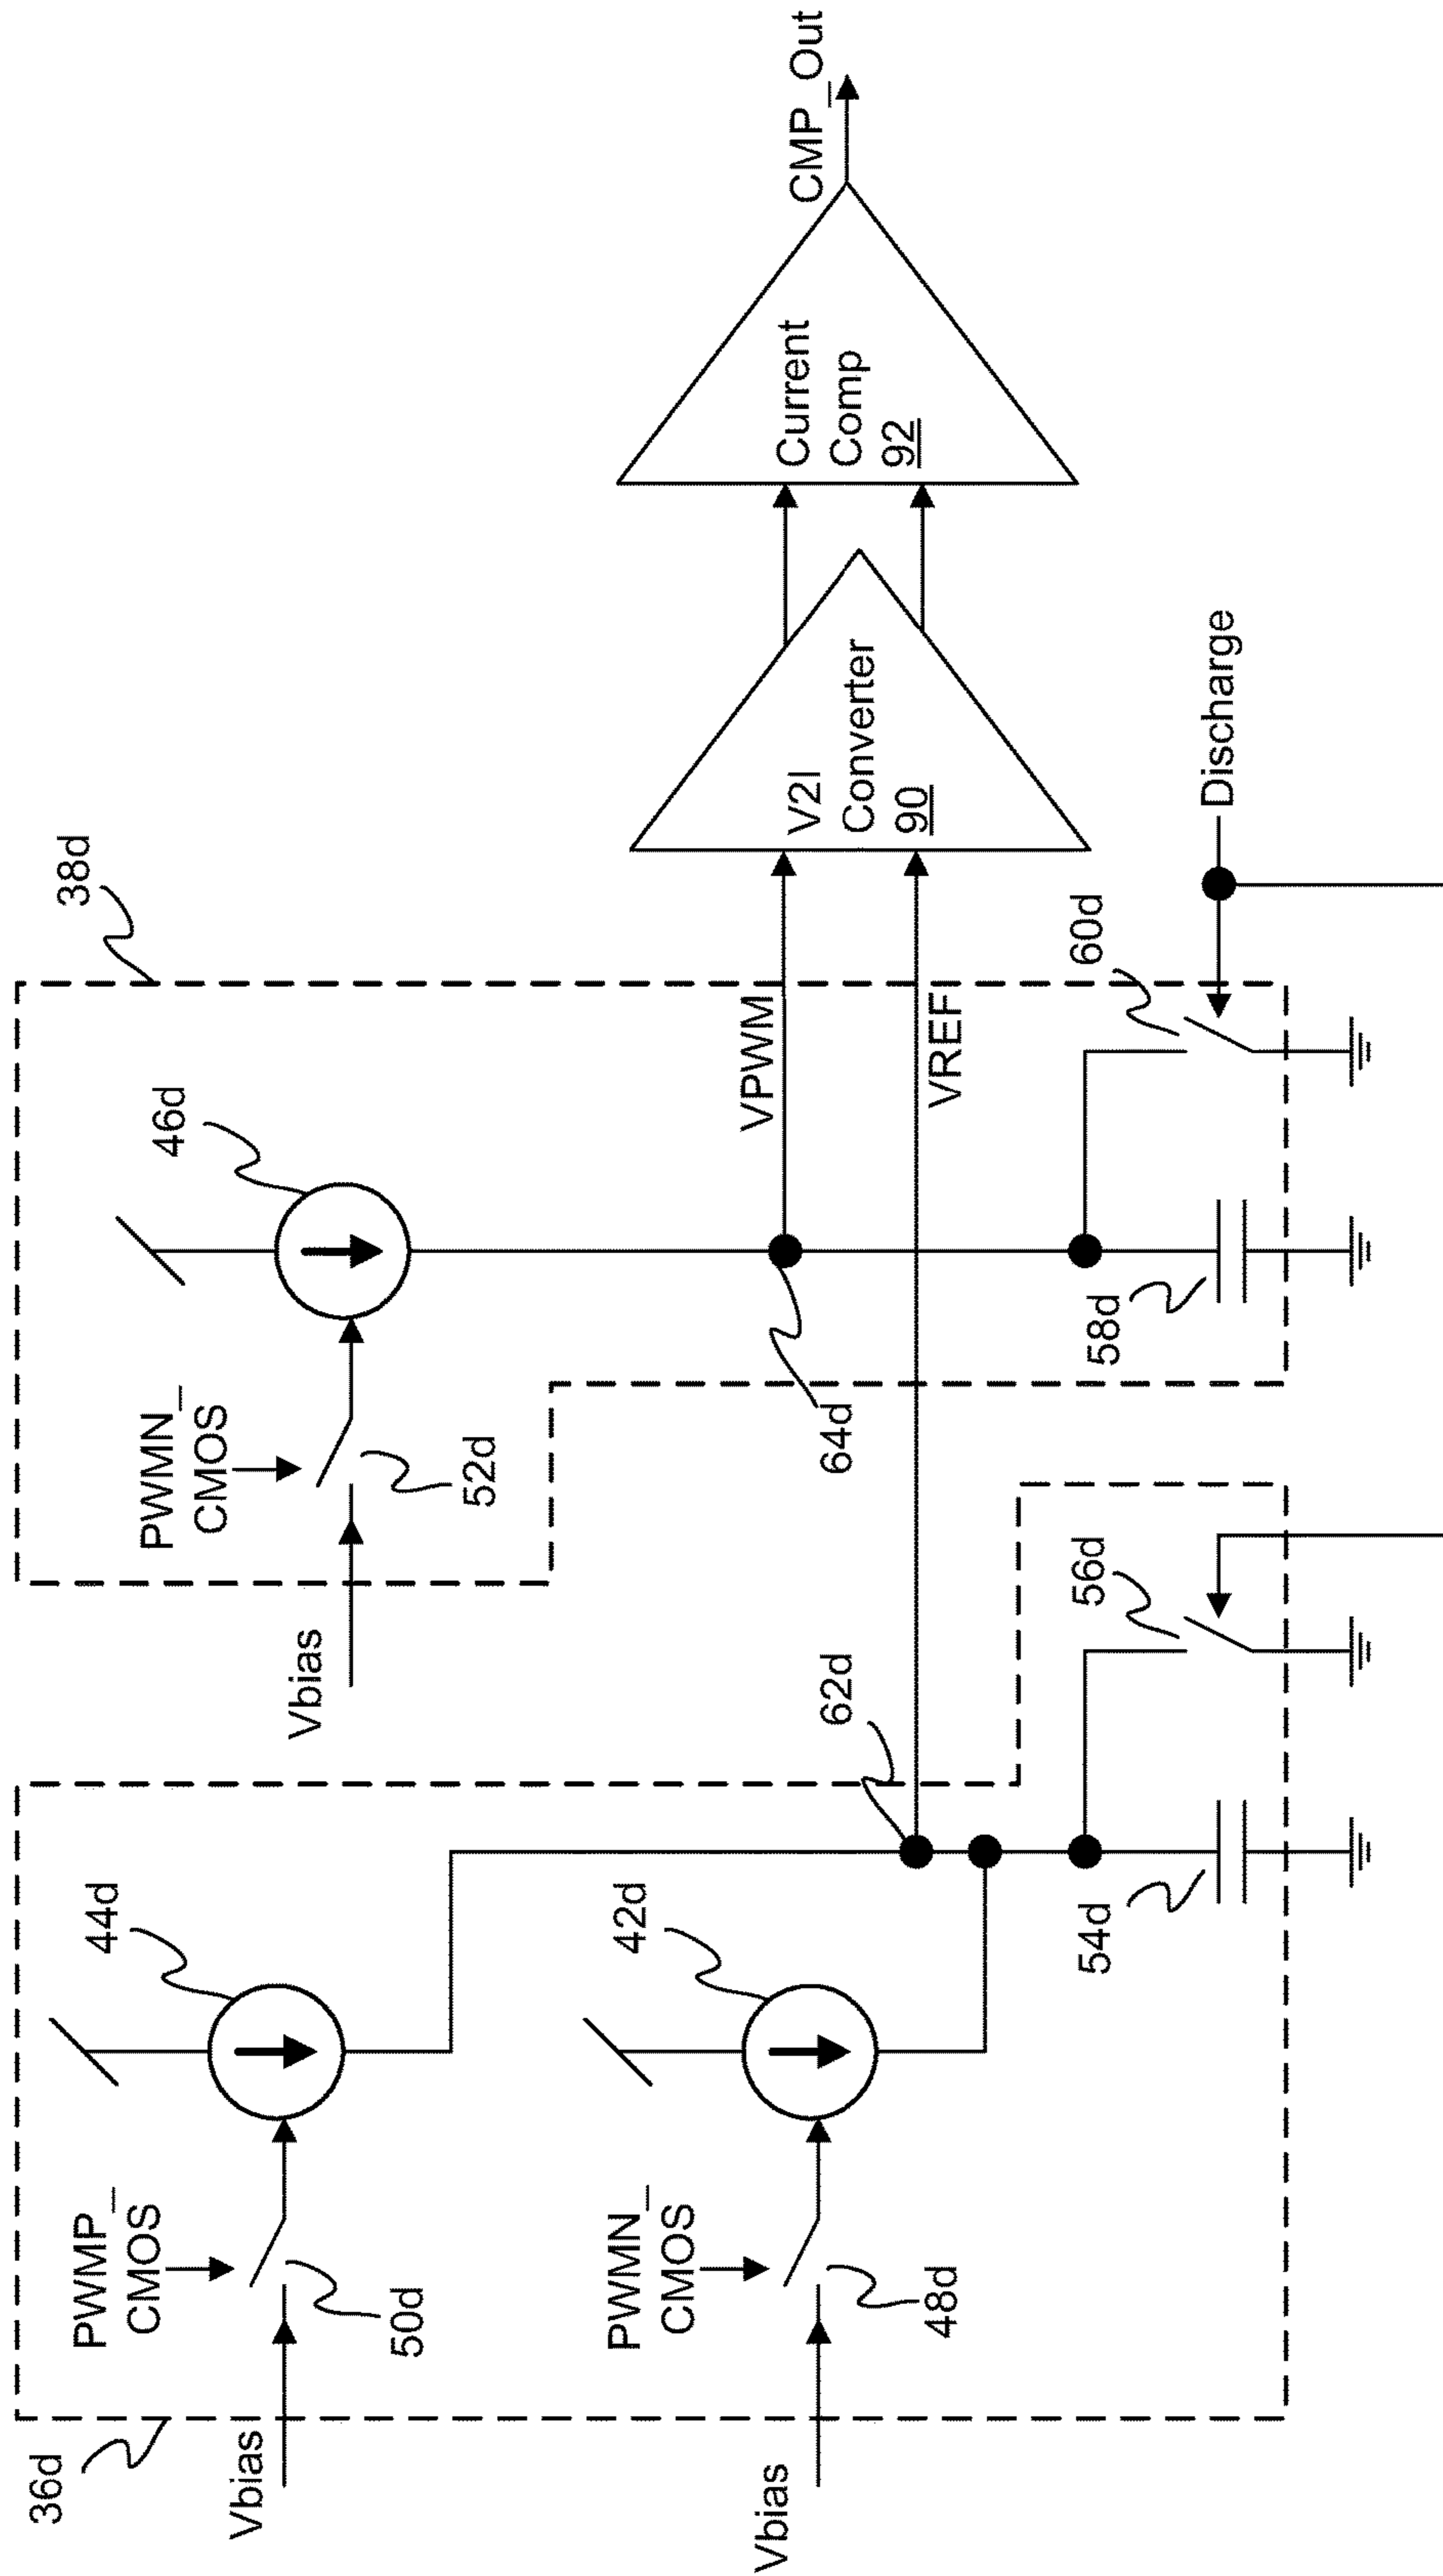 36d
Vbias
PWMP_
CMOS
50d
44d
Vbias
PWMN_
CMOS
48d
42d
62d
54d
56d
38d
Vbias
PWMN_
CMOS
52d
46d
64d
VPWM
VREF
58d
60d
Discharge
V2I
Converter
90
Current
Comp
92
CMP_Out